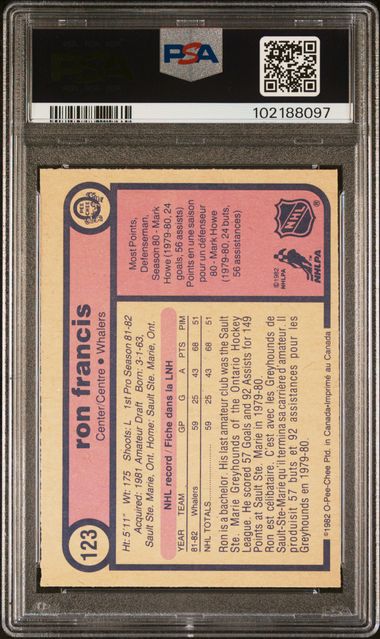 PSA
102188097
123
ron francis
Center/Centre • Whalers
Ht: 5'11" Wt: 175 Shoots: L 1st Pro Season 81-82
Acquired: 1981 Amateur Draft Born: 3-1-63,
Sault Ste. Marie, Ont. Home: Sault Ste. Marie, Ont.
NHL record / Fiche dans la LNH
YEAR TEAM GP G A PTS PIM
81-82 Whalers 59 25 43 68 51
NHL TOTALS 59 25 43 68 51
Ron is a bachelor. His last amateur club was the Sault
Ste. Marie Greyhounds of the Ontario Hockey
League. He scored 57 Goals and 92 Assists for 149
Points at Sault Ste. Marie in 1979-80.
Ron est célibataire. C'est avec les Greyhounds de
Sault-Ste-Marie qu'il termina sa carrière d'amateur. Il
produisit 57 buts et 92 assistances pour les
Greyhounds en 1979-80.
©1982 O-Pee-Chee Ptd. in Canada-Imprimé au Canada
O-PEE-CHEE
Most Points,
Defenseman,
Season 80 - Mark
Howe (1979-80, 24
goals, 56 assists)
Points en une saison
pour un défenseur
80 - Mark Howe
(1979-80, 24 buts,
56 assistances)
NHL
®
©1982
NHLPA
NHLPA